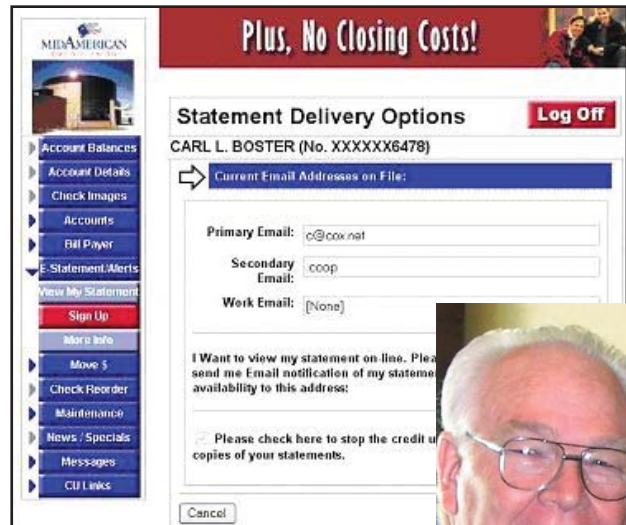 Plus, No Closing Costs!
MIDAMERICAN
Statement Delivery Options
Log Off
CARL L. BOSTER (No. XXXXXX6478)
Account Balances
Account Details
Check Images
Accounts
Bill Payer
E-Statement/Alerts
View My Statement
Sign Up
More Info
Move $
Check Reorder
Maintenance
News / Specials
Messages
CU Links
Current Email Addresses on File:
Primary Email: c@cox.net
Secondary
Email: coop
Work Email: [None]
I Want to view my statement on-line. Plea
send me Email notification of my stateme
availability to this address:
Please check here to stop the credit u
copies of your statements.
Cancel